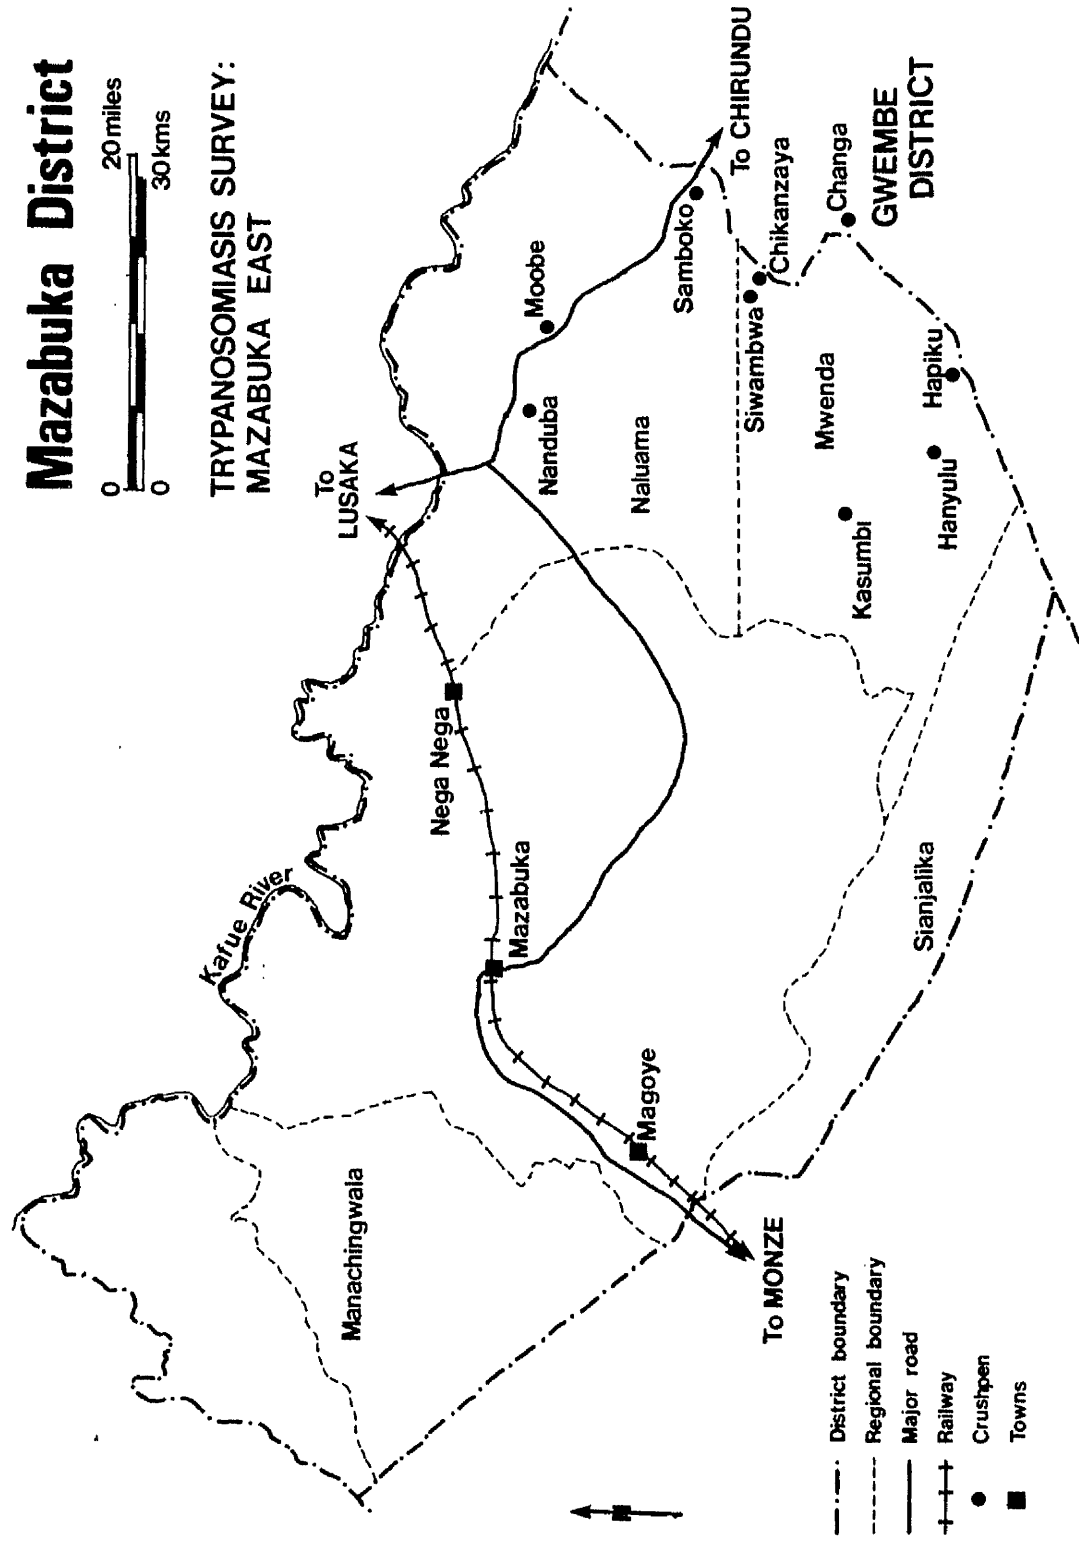 Mazabuka District
0 20 miles
0 30 kms
TRYPANOSOMIASIS SURVEY:
MAZABUKA EAST
To
LUSAKA
Kafue River
Nega Nega
Mazabuka
Magoye
Manachingwala
To MONZE
Nanduba
Moobe
Samboko
To CHIRUNDU
Naluama
Siwambwa
Chikanzaya
Changa
GWEMBE
DISTRICT
Mwenda
Kasumbi
Hanyulu
Hapiku
Sianjalika
District boundary
Regional boundary
Major road
Railway
Crushpen
Towns